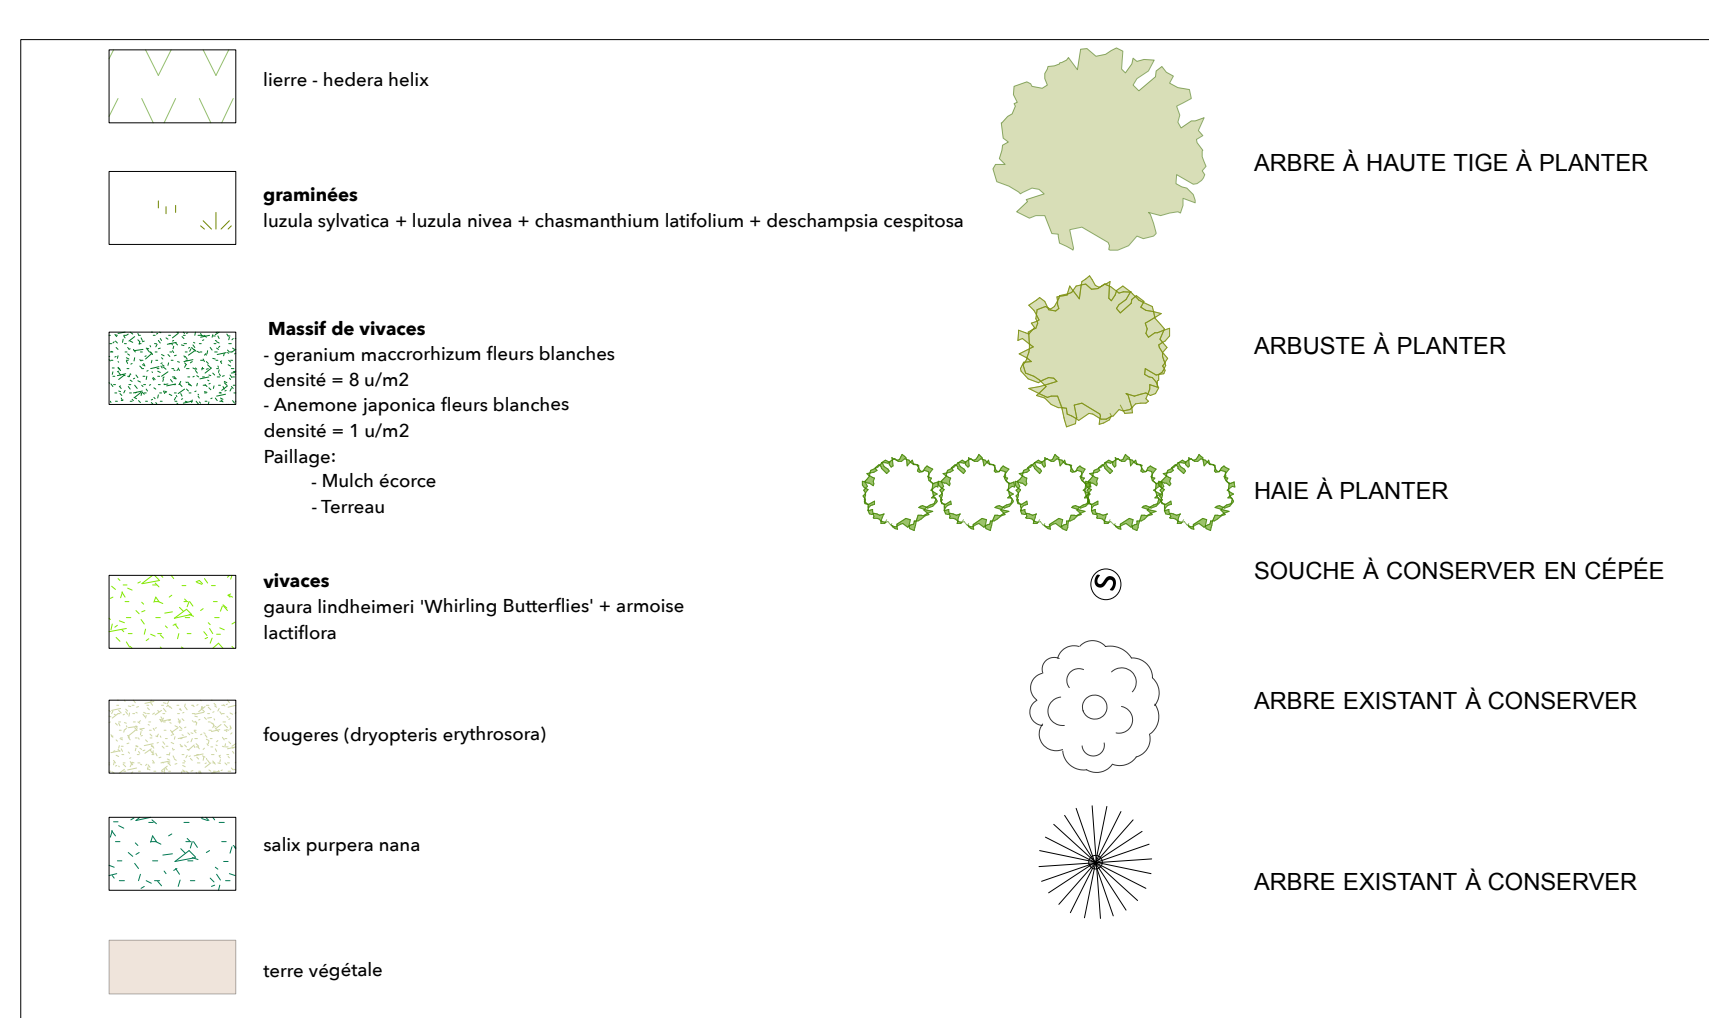 lierre - hedera helix
graminées
luzula sylvatica + luzula nivea + chasmanthium latifolium + deschampsia cespitosa
Massif de vivaces
- geranium maccrorhizum fleurs blanches
densité = 8 u/m2
- Anemone japonica fleurs blanches
densité = 1 u/m2
Paillage:
- Mulch écorce
- Terreau
vivaces
gaura lindheimeri 'Whirling Butterflies' + armoise
lactiflora
fougeres (dryopteris erythrosora)
salix purpera nana
terre végétale
ARBRE À HAUTE TIGE À PLANTER
ARBUSTE À PLANTER
HAIE À PLANTER
S
SOUCHE À CONSERVER EN CÉPÉE
ARBRE EXISTANT À CONSERVER
ARBRE EXISTANT À CONSERVER